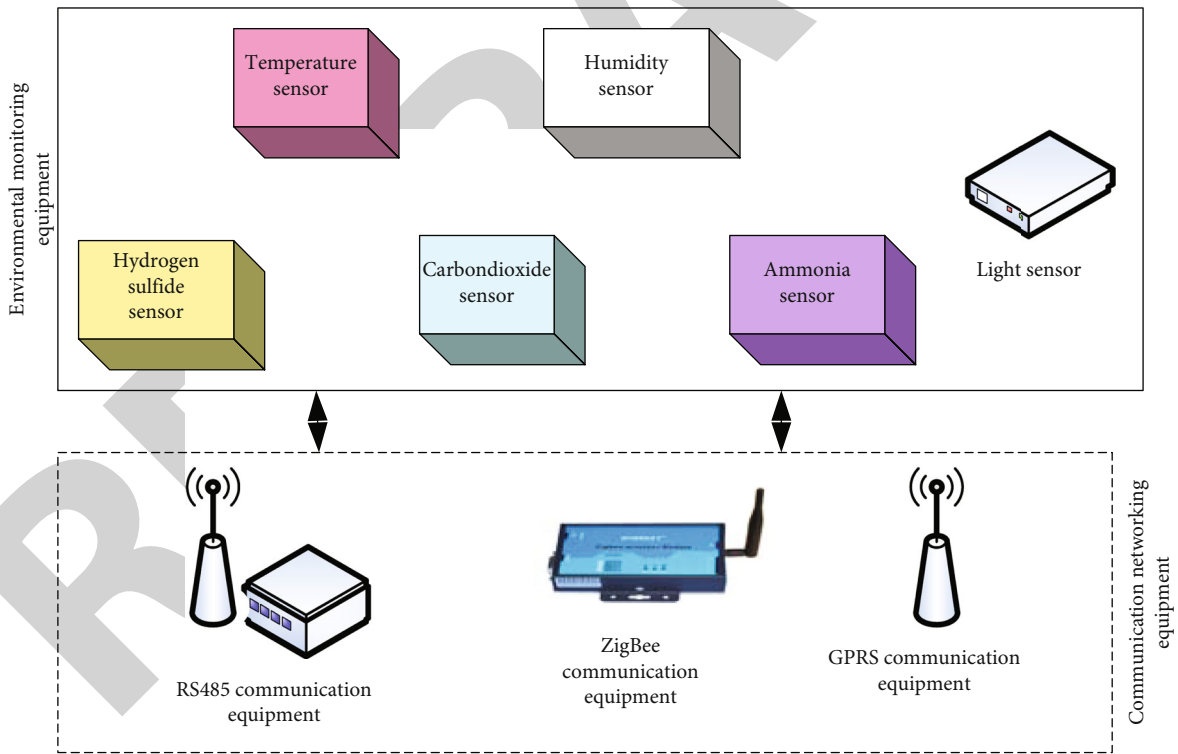 Environmental monitoring
equipment
Temperature
sensor
Humidity
sensor
Hydrogen
sulfide
sensor
Carbondioxide
sensor
Ammonia
sensor
Light sensor
RS485 communication
equipment
ZigBee
communication
equipment
GPRS communication
equipment
Communication networking
equipment